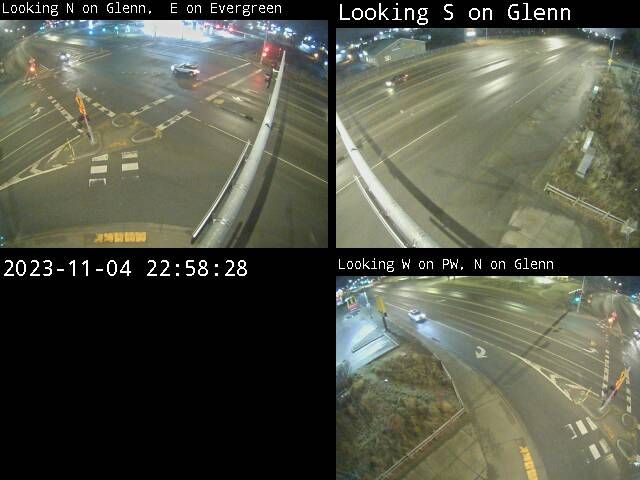 Looking N on Glenn,  E on Evergreen
Looking S on Glenn
2023-11-04 22:58:28
Looking W on PW, N on Glenn